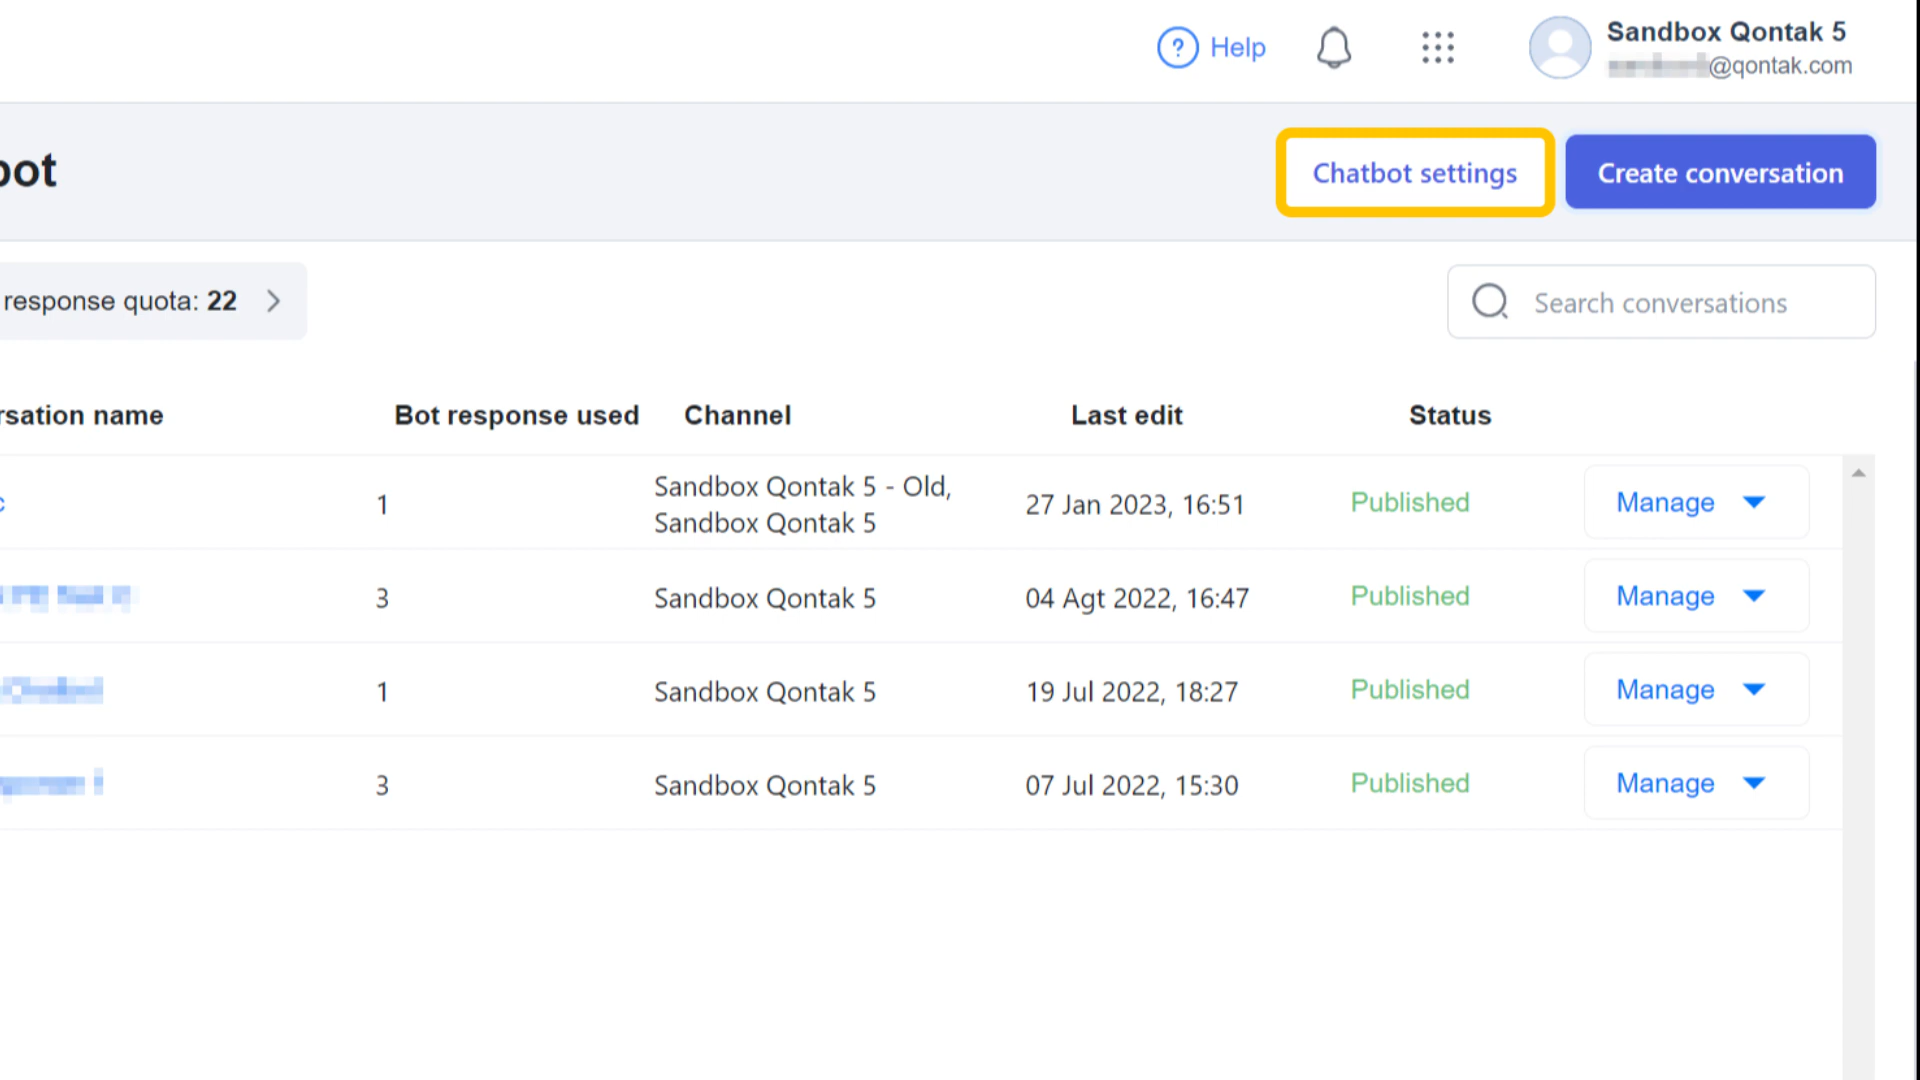 Help
Sandbox Qontak 5
@qontak.com
Chatbot settings
Create conversation
response quota: 22
Search conversations
Bot response used
Channel
Last edit
Status
name
1
Sandbox Qontak 5 - Old,
Sandbox Qontak 5
27 Jan 2023, 16:51
Published
Manage
3
Sandbox Qontak 5
04 Agt 2022, 16:47
Published
Manage
1
Sandbox Qontak 5
19 Jul 2022, 18:27
Published
Manage
3
Sandbox Qontak 5
07 Jul 2022, 15:30
Published
Manage